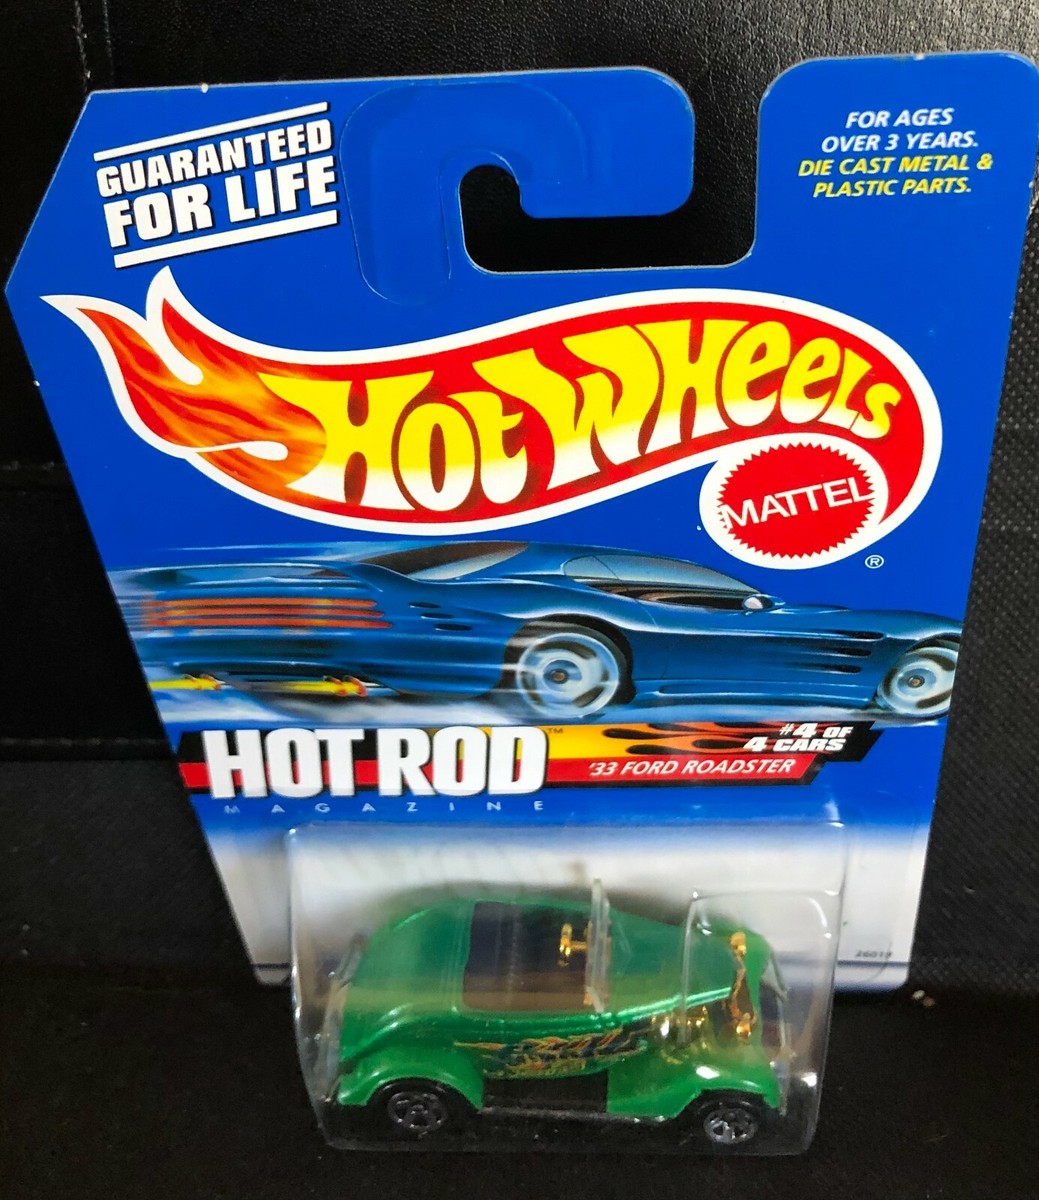 GUARANTEED
FOR LIFE
FOR AGES
OVER 3 YEARS.
DIE CAST METAL &
PLASTIC PARTS.
HOT WHEELS
MATTEL
®
HOT ROD™
MAGAZINE
#4 OF
4 CARS
'33 FORD ROADSTER